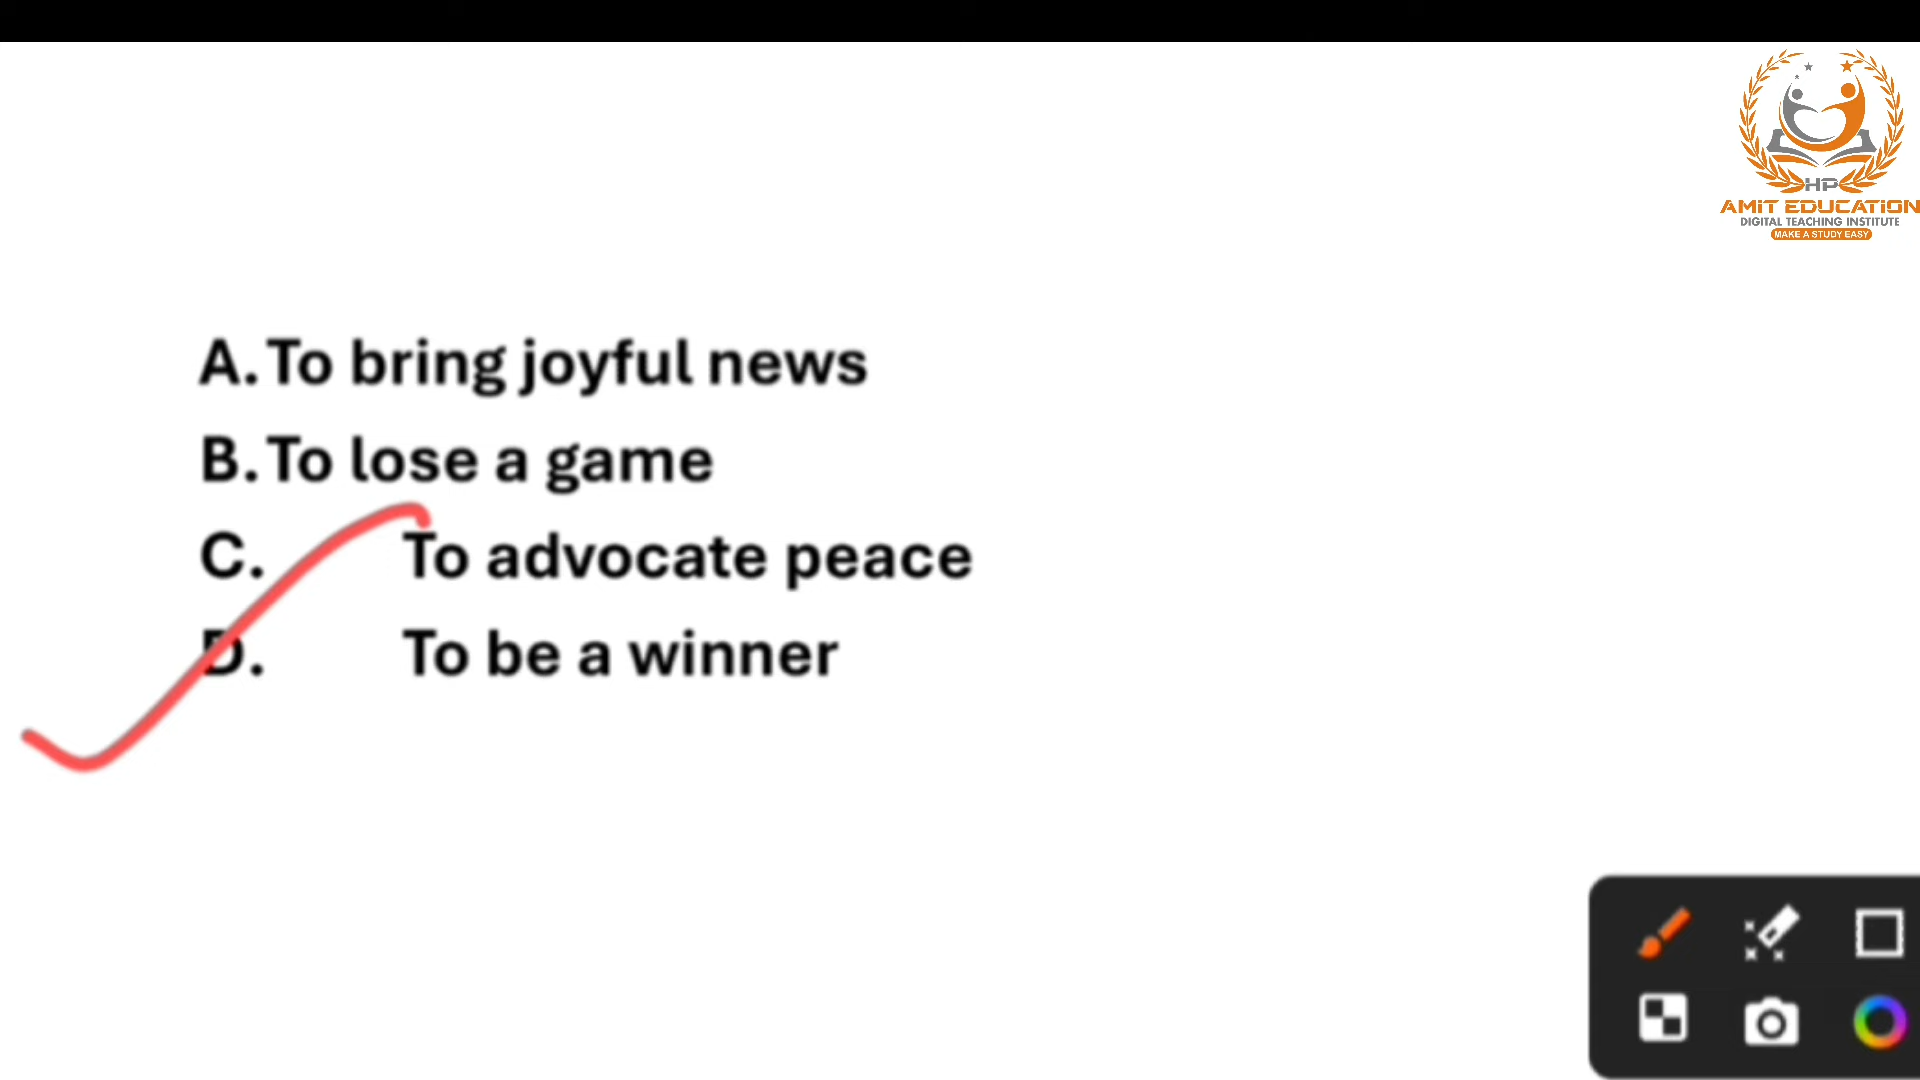 HP
AMIT EDUCATION
DIGITAL TEACHING INSTITUTE
MAKE A STUDY EASY
A. To bring joyful news
B. To lose a game
C. To advocate peace
D. To be a winner